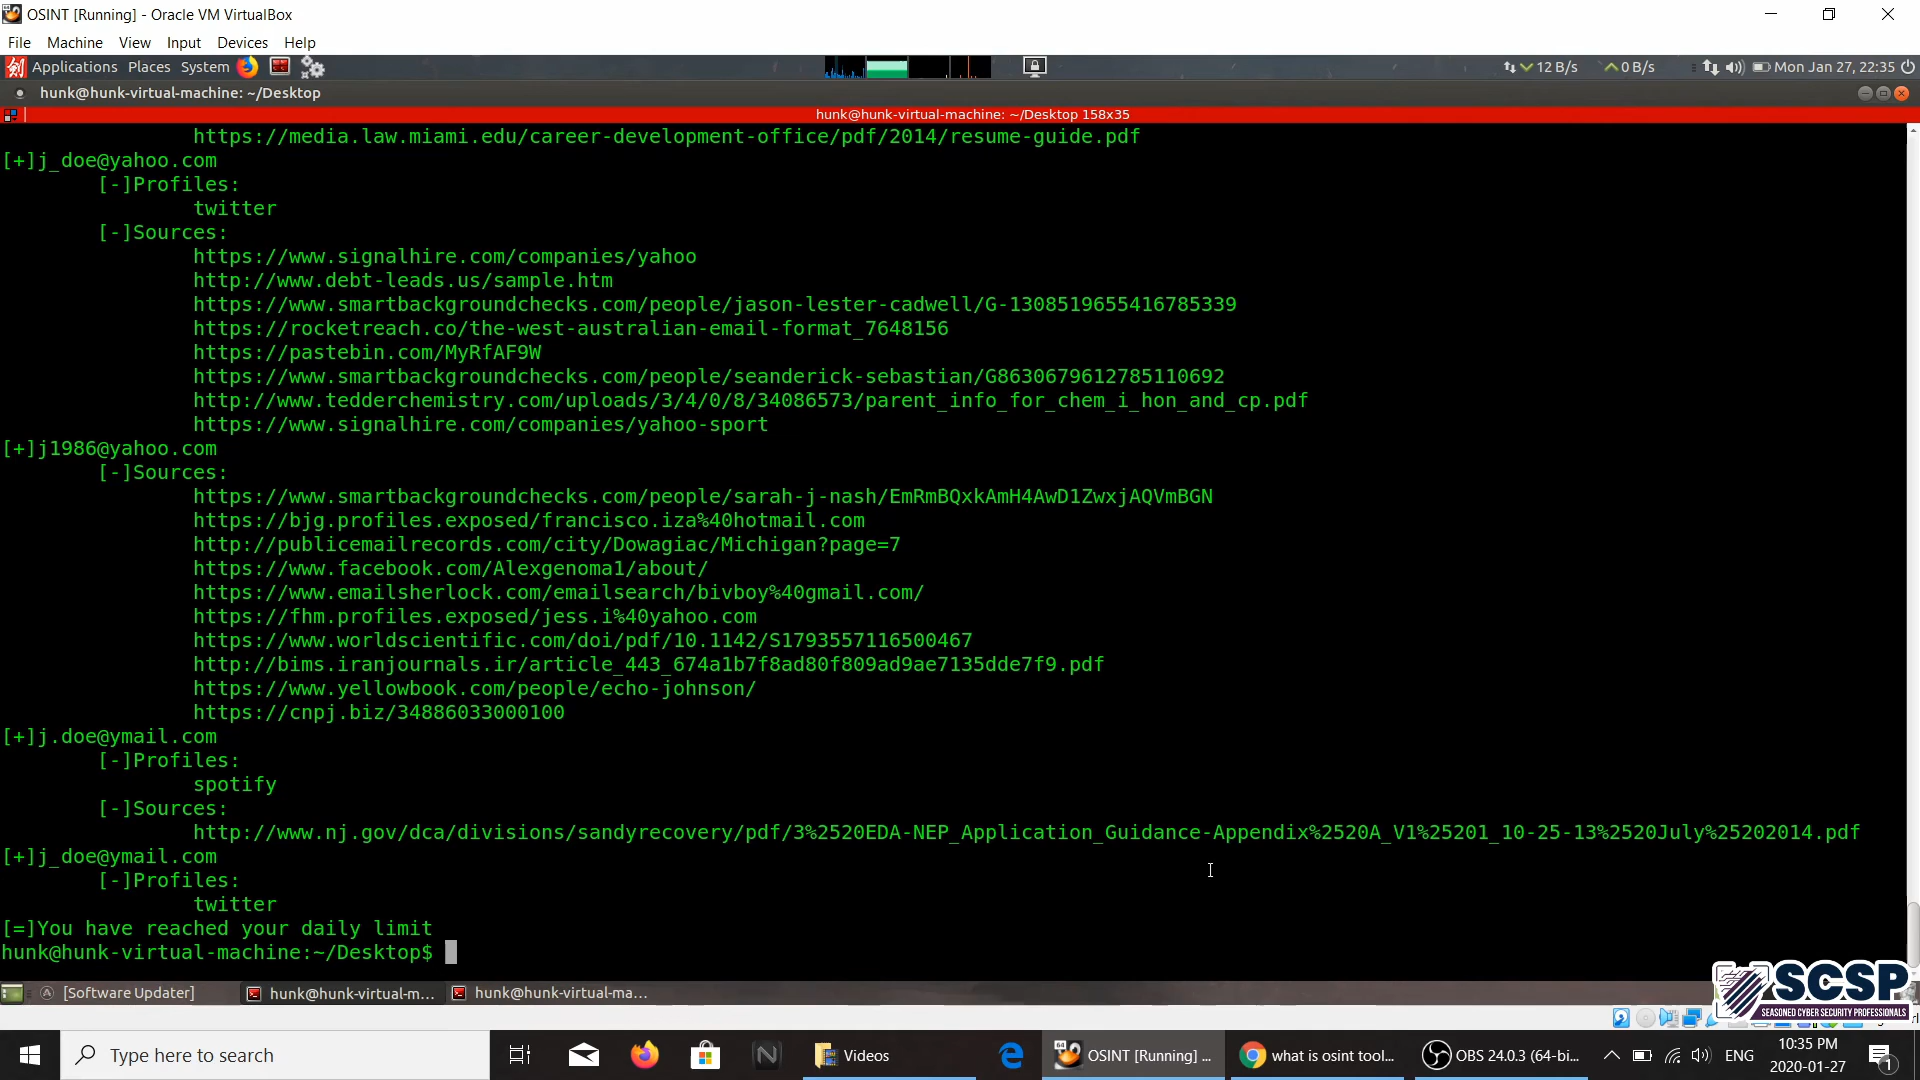 OSINT [Running] - Oracle VM VirtualBox
File Machine View Input Devices Help
Applications Places System 12 B/s 0 B/s Mon Jan 27, 22:35
hunk@hunk-virtual-machine: ~/Desktop
hunk@hunk-virtual-machine: ~/Desktop 158x35
https://media.law.miami.edu/career-development-office/pdf/2014/resume-guide.pdf
[+]j_doe@yahoo.com
[-]Profiles:
twitter
[-]Sources:
https://www.signalhire.com/companies/yahoo
http://www.debt-leads.us/sample.htm
https://www.smartbackgroundchecks.com/people/jason-lester-cadwell/G-1308519655416785339
https://rocketreach.co/the-west-australian-email-format_7648156
https://pastebin.com/MyRfAF9W
https://www.smartbackgroundchecks.com/people/seanderick-sebastian/G8630679612785110692
http://www.tedderchemistry.com/uploads/3/4/0/8/34086573/parent_info_for_chem_i_hon_and_cp.pdf
https://www.signalhire.com/companies/yahoo-sport
[+]j1986@yahoo.com
[-]Sources:
https://www.smartbackgroundchecks.com/people/sarah-j-nash/EmRmBQxkAmH4AwD1ZwxjAQVmBGN
https://bjg.profiles.exposed/francisco.iza%40hotmail.com
http://publicemailrecords.com/city/Dowagiac/Michigan?page=7
https://www.facebook.com/Alexgenoma1/about/
https://www.emailsherlock.com/emailsearch/bivboy%40gmail.com/
https://fhm.profiles.exposed/jess.i%40yahoo.com
https://www.worldscientific.com/doi/pdf/10.1142/S1793557116500467
http://bims.iranjournals.ir/article_443_674a1b7f8ad80f809ad9ae7135dde7f9.pdf
https://www.yellowbook.com/people/echo-johnson/
https://cnpj.biz/34886033000100
[+]j.doe@ymail.com
[-]Profiles:
spotify
[-]Sources:
http://www.nj.gov/dca/divisions/sandyrecovery/pdf/3%2520EDA-NEP_Application_Guidance-Appendix%2520A_V1%25201_10-25-13%2520July%25202014.pdf
[+]j_doe@ymail.com
[-]Profiles:
twitter
[=]You have reached your daily limit
hunk@hunk-virtual-machine:~/Desktop$
[Software Updater] hunk@hunk-virtual-m... hunk@hunk-virtual-ma...
SCSP
SEASONED CYBER SECURITY PROFESSIONALS
Type here to search Videos OSINT [Running] ... what is osint tool... OBS 24.0.3 (64-bi... ENG 10:35 PM
2020-01-27
1